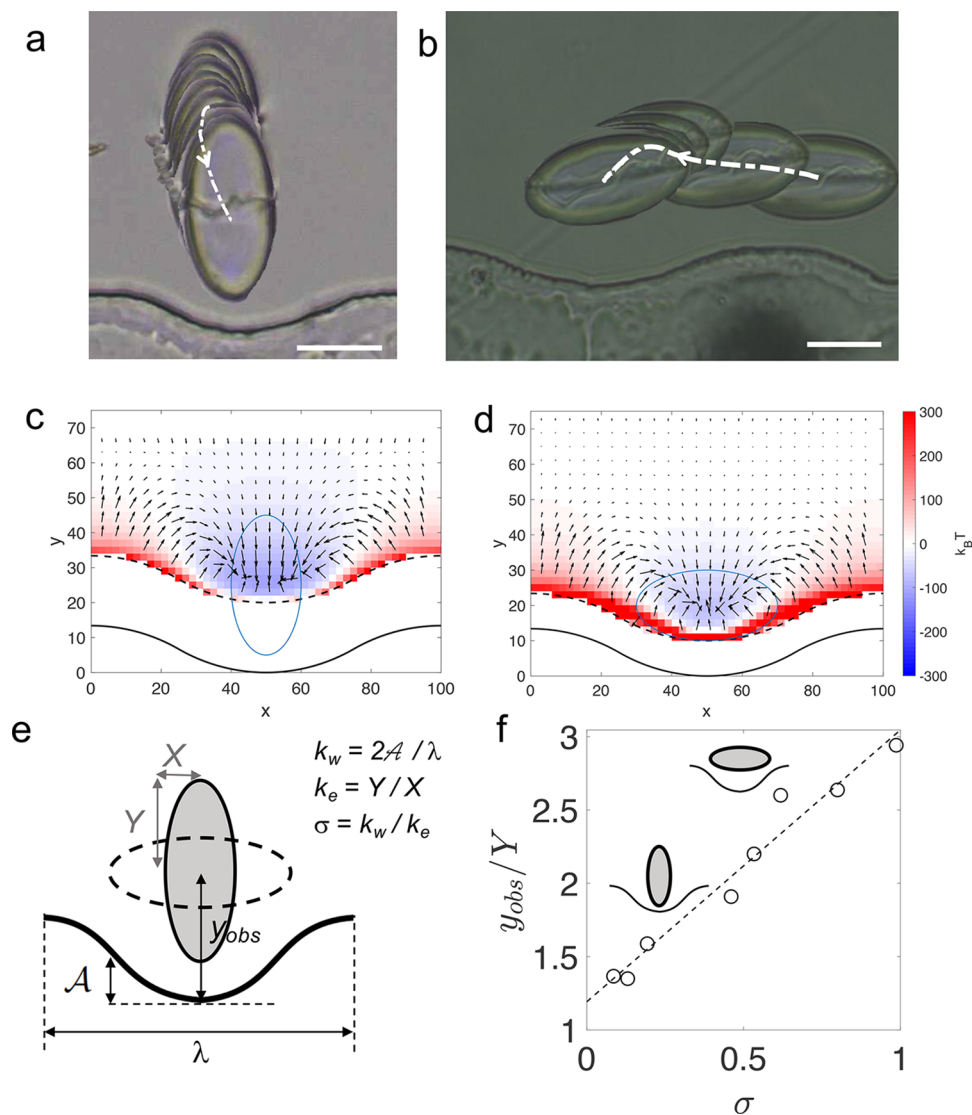 a
b
c
70
60
50
y
40
30
20
10
0
0
20
40
60
80
100
x
d
70
60
50
y
40
30
20
10
0
0
20
40
60
80
100
x
300
200
100
0
-100
-200
-300
k_BT
e
X
Y
k_w = 2𝒜 / λ
k_e = Y / X
σ = k_w / k_e
y_obs
𝒜
λ
f
3
2.5
2
1.5
1
y_obs/Y
0
0.5
1
σ